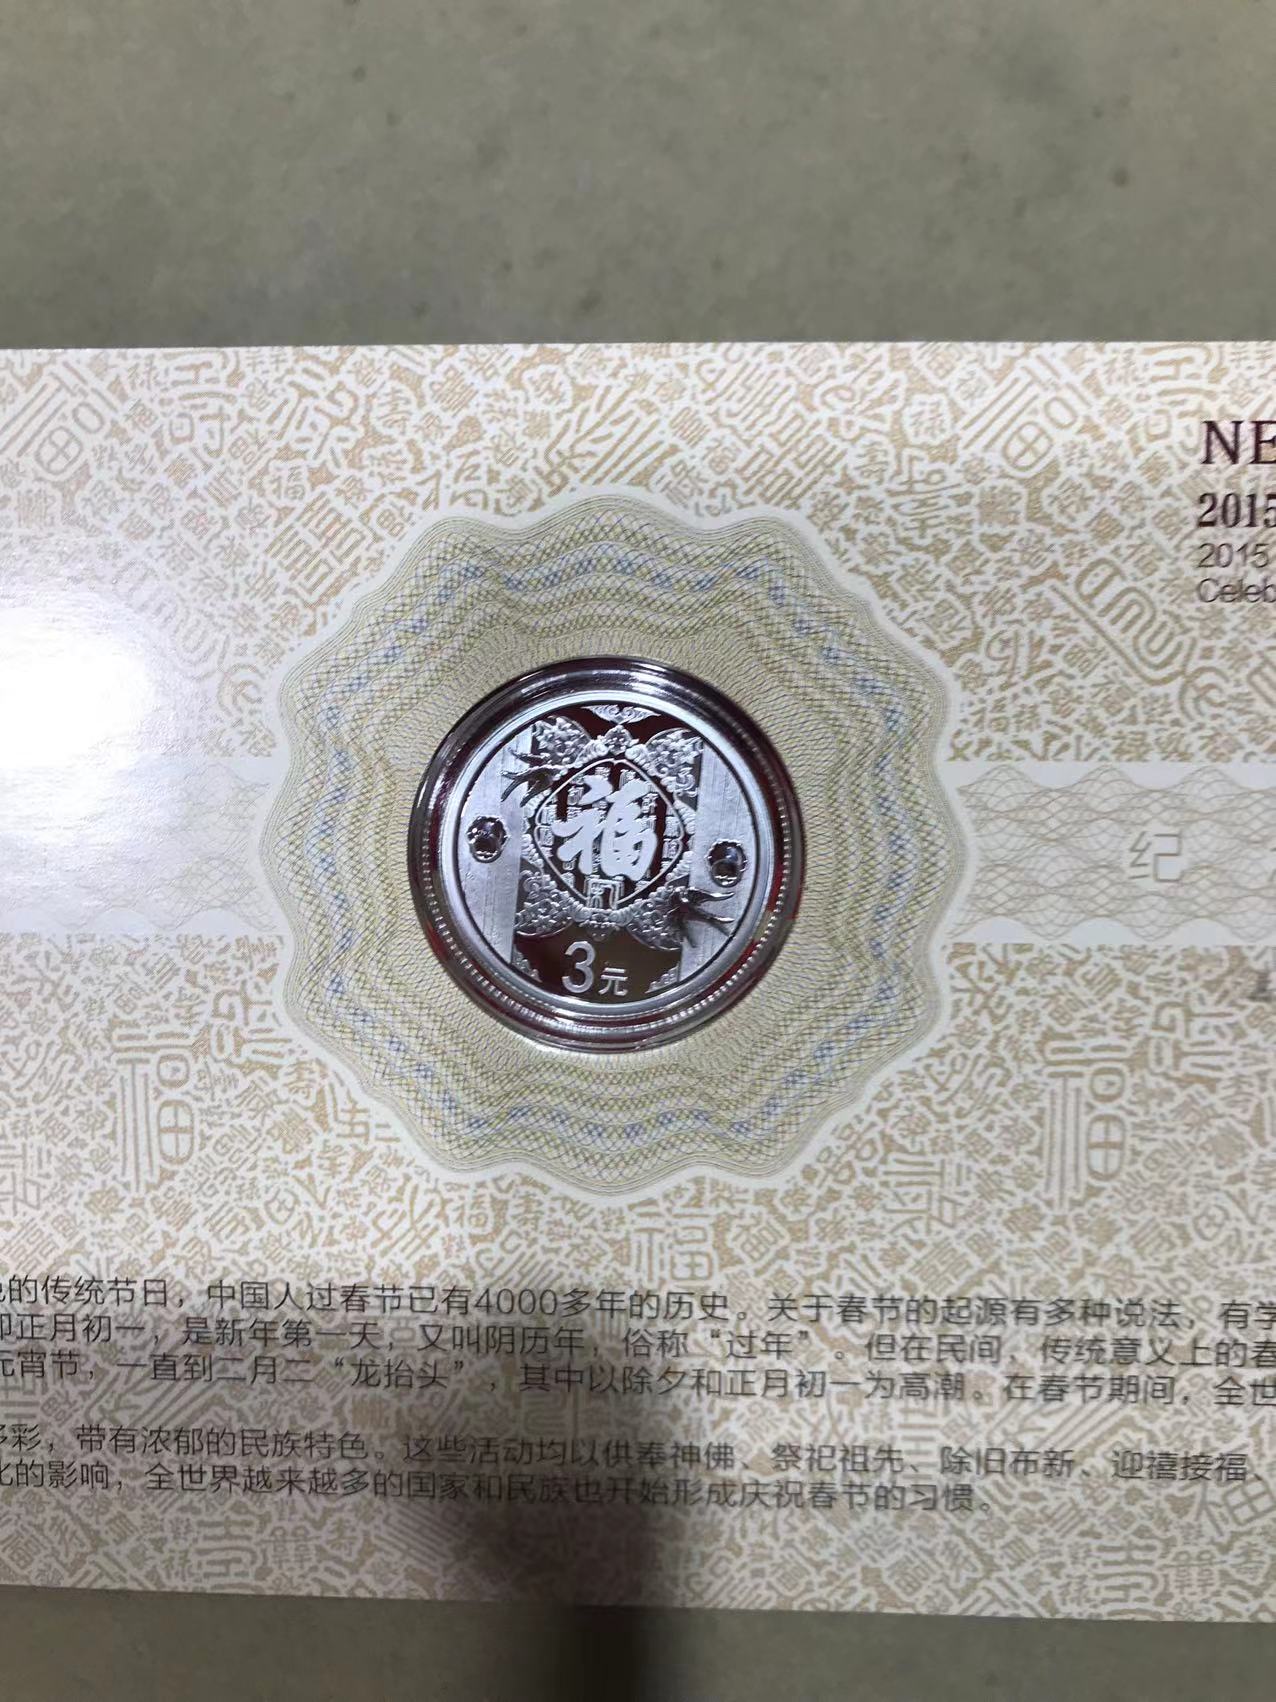 NE
2015
2015
Celeb
福
3元
纪
的传统节日，中国人过春节已有4000多年的历史。关于春节的起源有多种说法，有学
即正月初一，是新年第一天，又叫阴历年，俗称“过年”。但在民间，传统意义上的春
元宵节，一直到二月二“龙抬头”，其中以除夕和正月初一为高潮。在春节期间，全世
多彩，带有浓郁的民族特色。这些活动均以供奉神佛、祭祀祖先、除旧布新、迎禧接福、
化的影响，全世界越来越多的国家和民族也开始形成庆祝春节的习惯。